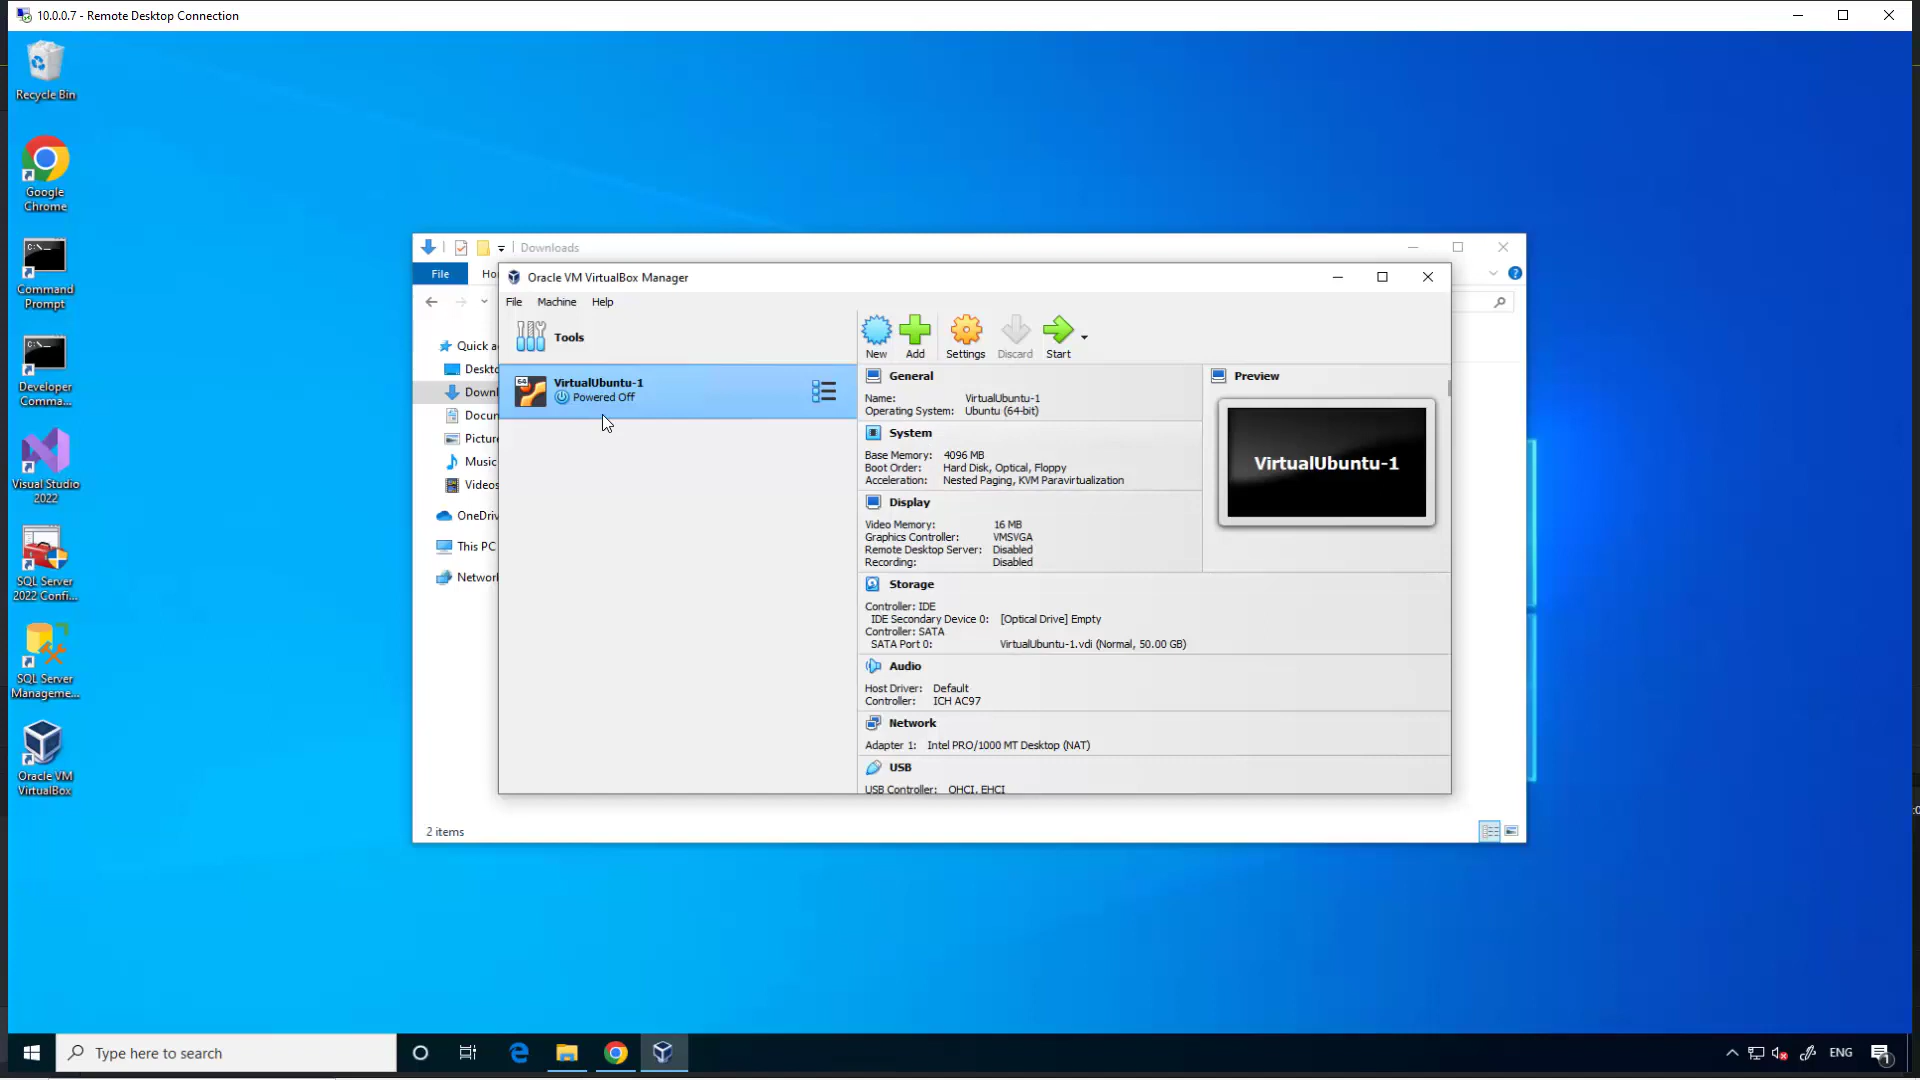 10.0.0.7 - Remote Desktop Connection
Recycle Bin
Google
Chrome
Command
Prompt
Developer
Comma...
Visual Studio
2022
SQL Server
2022 Confi...
SQL Server
Manageme...
Oracle VM
VirtualBox
Downloads
File
Oracle VM VirtualBox Manager
File Machine Help
Tools
New Add Settings Discard Start
64
VirtualUbuntu-1
Powered Off
General
Name: VirtualUbuntu-1
Operating System: Ubuntu (64-bit)
System
Base Memory: 4096 MB
Boot Order: Hard Disk, Optical, Floppy
Acceleration: Nested Paging, KVM Paravirtualization
Display
Video Memory: 16 MB
Graphics Controller: VMSVGA
Remote Desktop Server: Disabled
Recording: Disabled
Storage
Controller: IDE
IDE Secondary Device 0: [Optical Drive] Empty
Controller: SATA
SATA Port 0: VirtualUbuntu-1.vdi (Normal, 50.00 GB)
Audio
Host Driver: Default
Controller: ICH AC97
Network
Adapter 1: Intel PRO/1000 MT Desktop (NAT)
USB
USB Controller: OHCI, EHCI
Preview
VirtualUbuntu-1
Quick a
Deskto
Downl
Docun
Picture
Music
Videos
OneDriv
This PC
Network
2 items
Type here to search
ENG
1